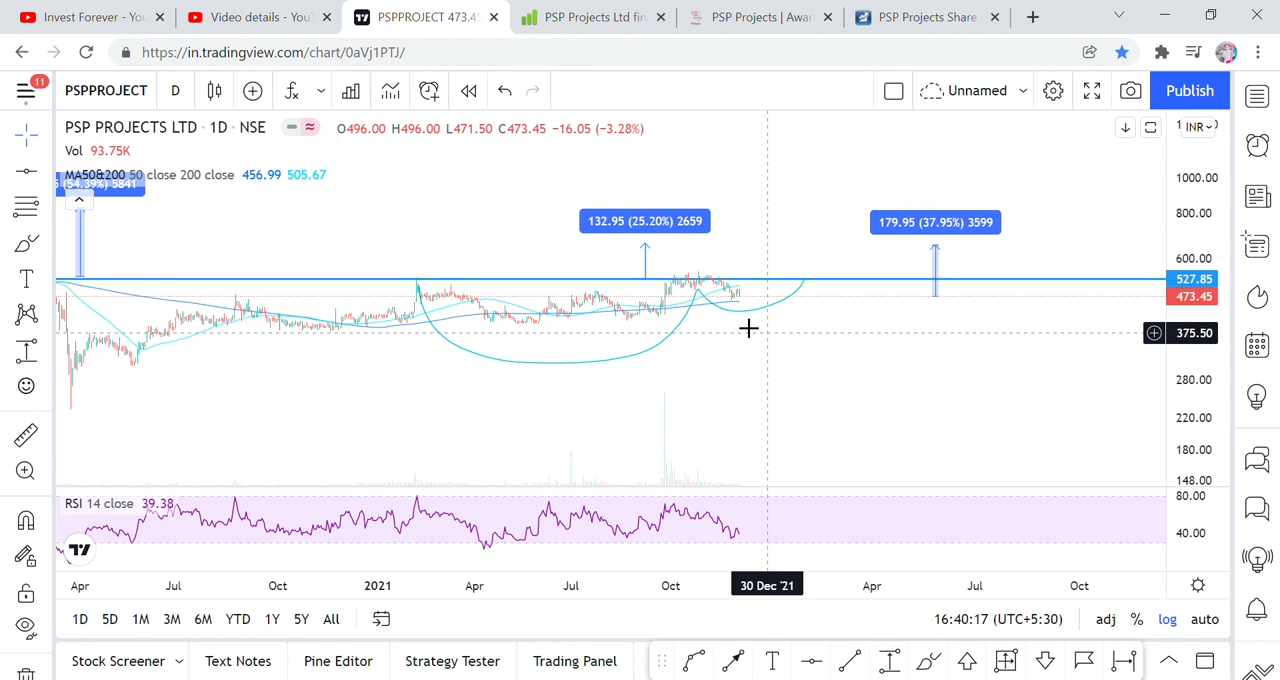 Invest Forever - You
Video details - YouT
PSPPROJECT 473.45
PSP Projects Ltd fin
PSP Projects | Awar
PSP Projects Share
https://in.tradingview.com/chart/0aVj1PTJ/
11
PSPPROJECT
D
Unnamed
Publish
PSP PROJECTS LTD · 1D · NSE
O496.00 H496.00 L471.50 C473.45 −16.05 (−3.28%)
INR
Vol 93.75K
MA50&200 50 close 200 close 456.99 505.67
(54.39%) 5841
132.95 (25.20%) 2659
179.95 (37.95%) 3599
1000.00
800.00
600.00
527.85
473.45
375.50
280.00
220.00
180.00
148.00
RSI 14 close 39.38
80.00
40.00
Apr
Jul
Oct
2021
Apr
Jul
Oct
30 Dec '21
Apr
Jul
Oct
1D 5D 1M 3M 6M YTD 1Y 5Y All
16:40:17 (UTC+5:30)
adj % log auto
Stock Screener
Text Notes
Pine Editor
Strategy Tester
Trading Panel